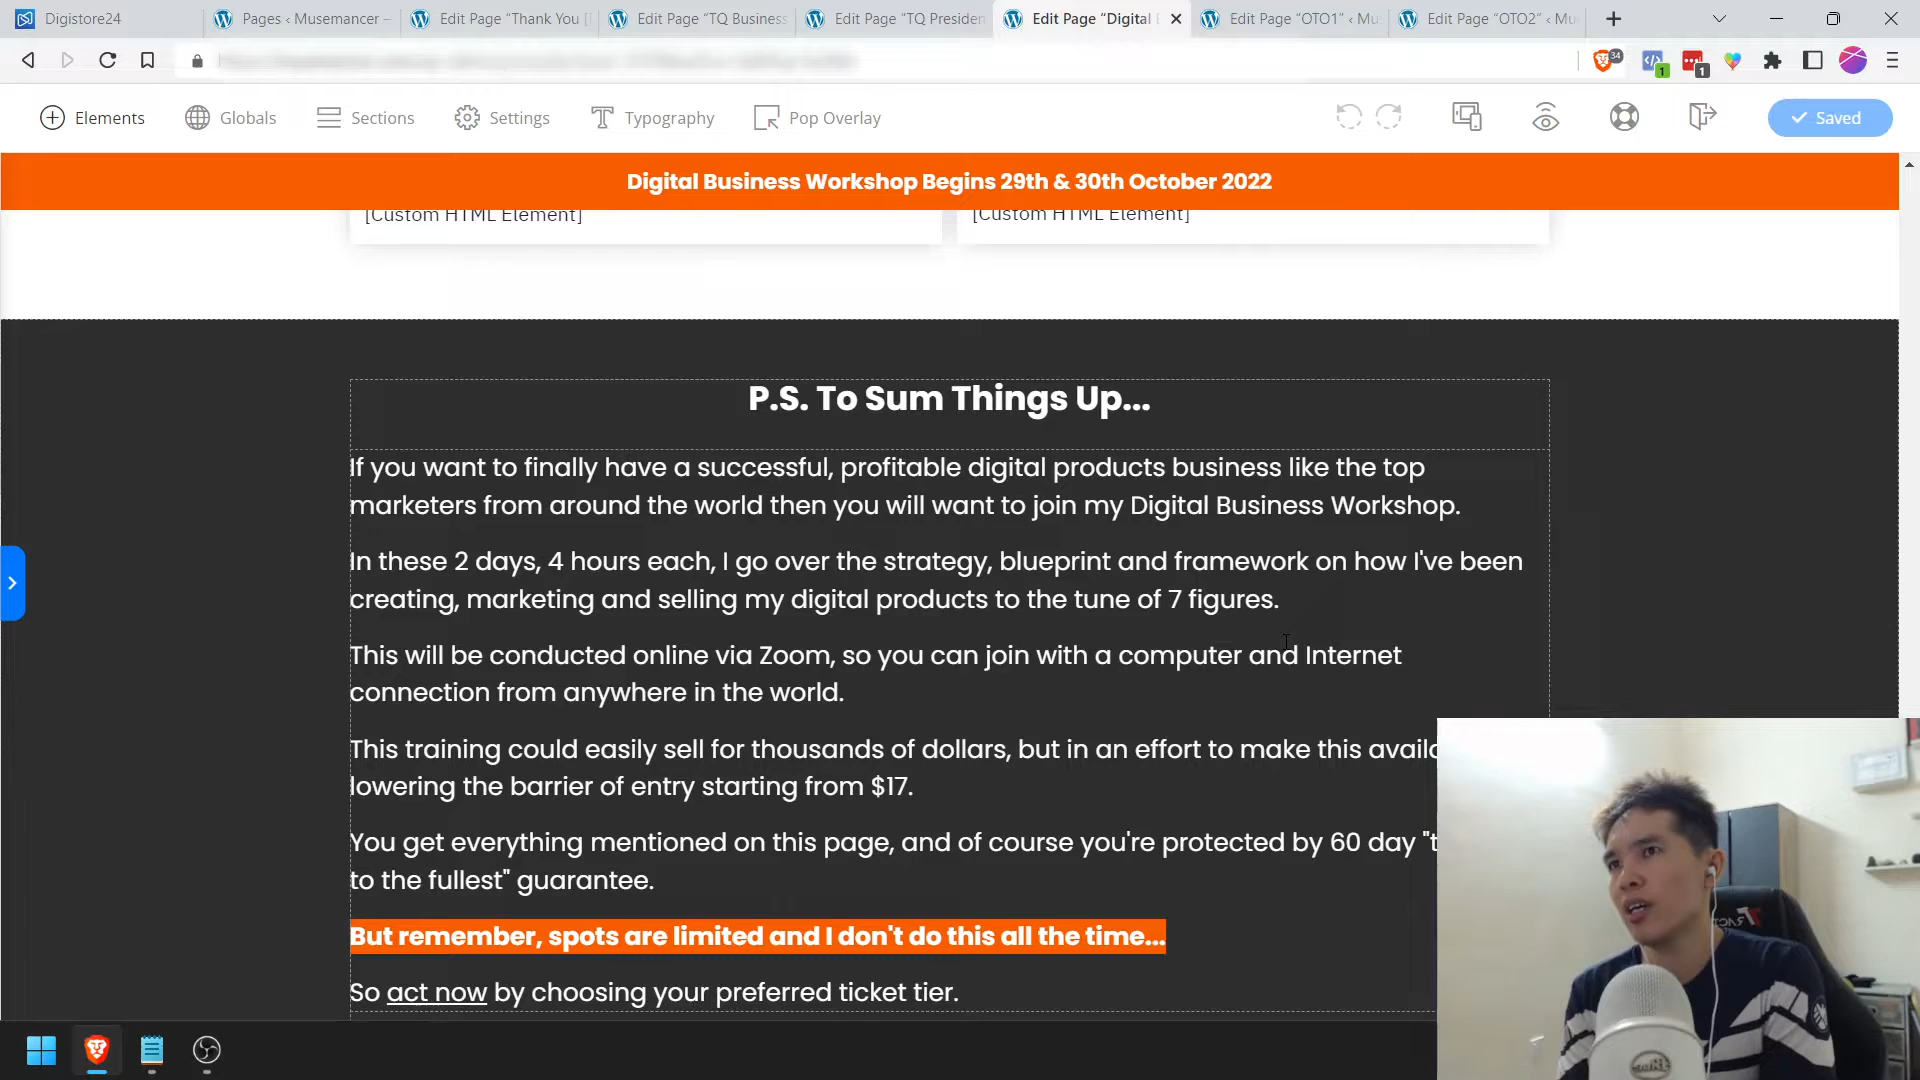 Digistore24
Pages ‹ Musemancer –
Edit Page “Thank You [
Edit Page “TQ Business
Edit Page “TQ Presiden
Edit Page “Digital
Edit Page “OTO1” ‹ Mu
Edit Page “OTO2” ‹ Mu
34
1
1
Elements
Globals
Sections
Settings
Typography
Pop Overlay
Saved
Digital Business Workshop Begins 29th & 30th October 2022
[Custom HTML Element]
[Custom HTML Element]
P.S. To Sum Things Up...
If you want to finally have a successful, profitable digital products business like the top
marketers from around the world then you will want to join my Digital Business Workshop.
In these 2 days, 4 hours each, I go over the strategy, blueprint and framework on how I've been
creating, marketing and selling my digital products to the tune of 7 figures.
This will be conducted online via Zoom, so you can join with a computer and Internet
connection from anywhere in the world.
This training could easily sell for thousands of dollars, but in an effort to make this
lowering the barrier of entry starting from $17.
You get everything mentioned on this page, and of course you're protected by 60 day
to the fullest" guarantee.
But remember, spots are limited and I don't do this all the time...
So act now by choosing your preferred ticket tier.